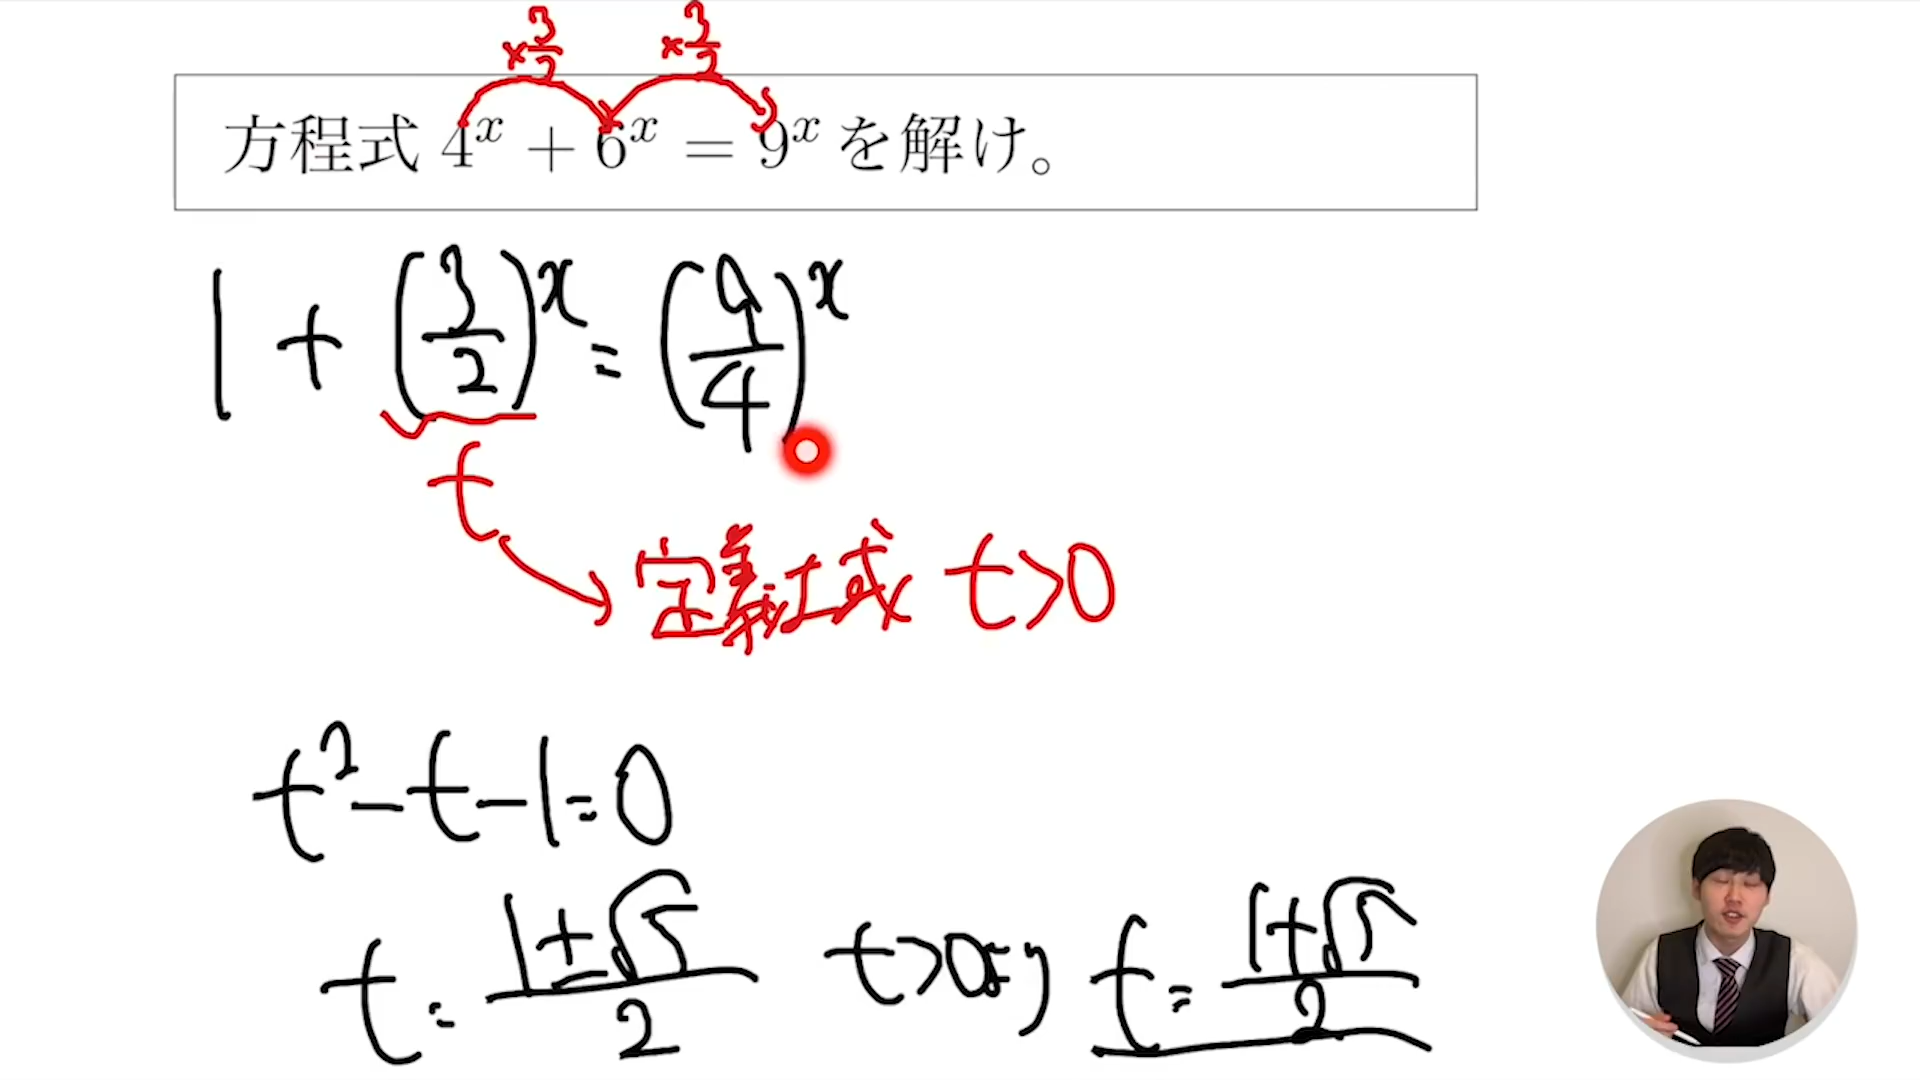 ×3/2 ×3/2
方程式 4^x + 6^x = 9^x を解け。
1 + (3/2)^x = (9/4)^x
t
定義域 t>0
t^2 - t - 1 = 0
t = (1±√5)/2 t>0より t = (1+√5)/2